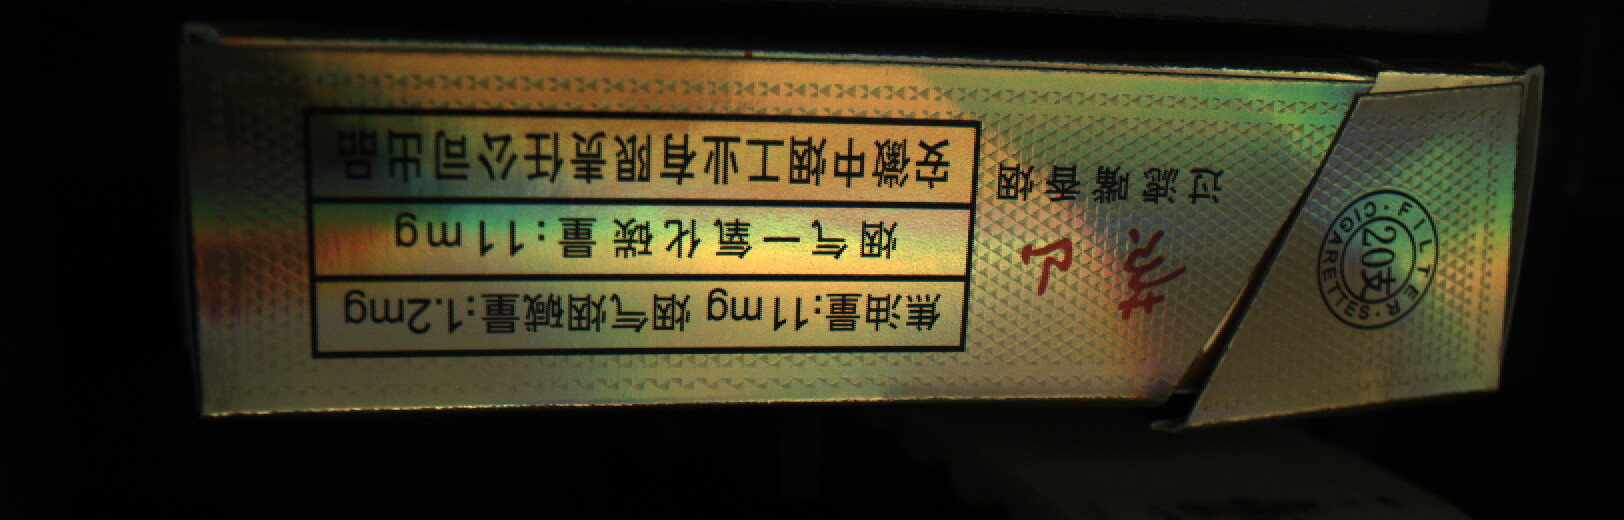 FILTER · CIGARETTES ·
20支
黄山
过滤嘴香烟
焦油量:11mg 烟气烟碱量:1.2mg
烟气一氧化碳量:11mg
安徽中烟工业有限责任公司出品